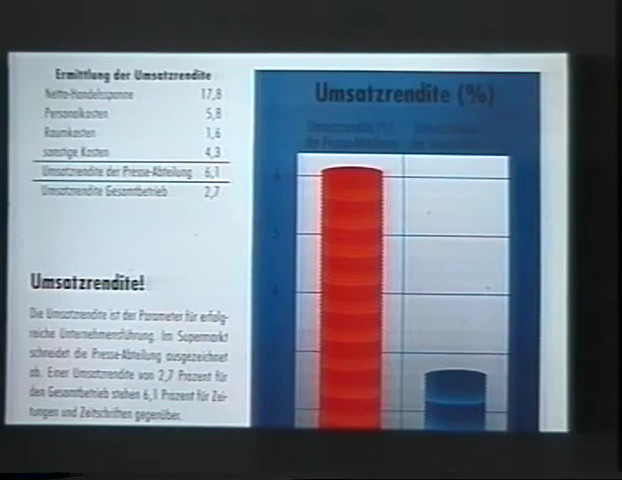 Ermittlung der Umsatzrendite
Netto-Handelsspanne 17,8
Personalkosten 5,8
Raumkosten 1,6
sonstige Kosten 4,3
Umsatzrendite der Presse-Abteilung 6,1
Umsatzrendite Gesamtbetrieb 2,7
Umsatzrendite!
Die Umsatzrendite ist der Parameter für erfolg-
reiche Unternehmensführung. Im Supermarkt
schneidet die Presse-Abteilung ausgezeichnet
ab. Einer Umsatzrendite von 2,7 Prozent für
den Gesamtbetrieb stehen 6,1 Prozent für Zei-
tungen und Zeitschriften gegenüber.
Umsatzrendite (%)